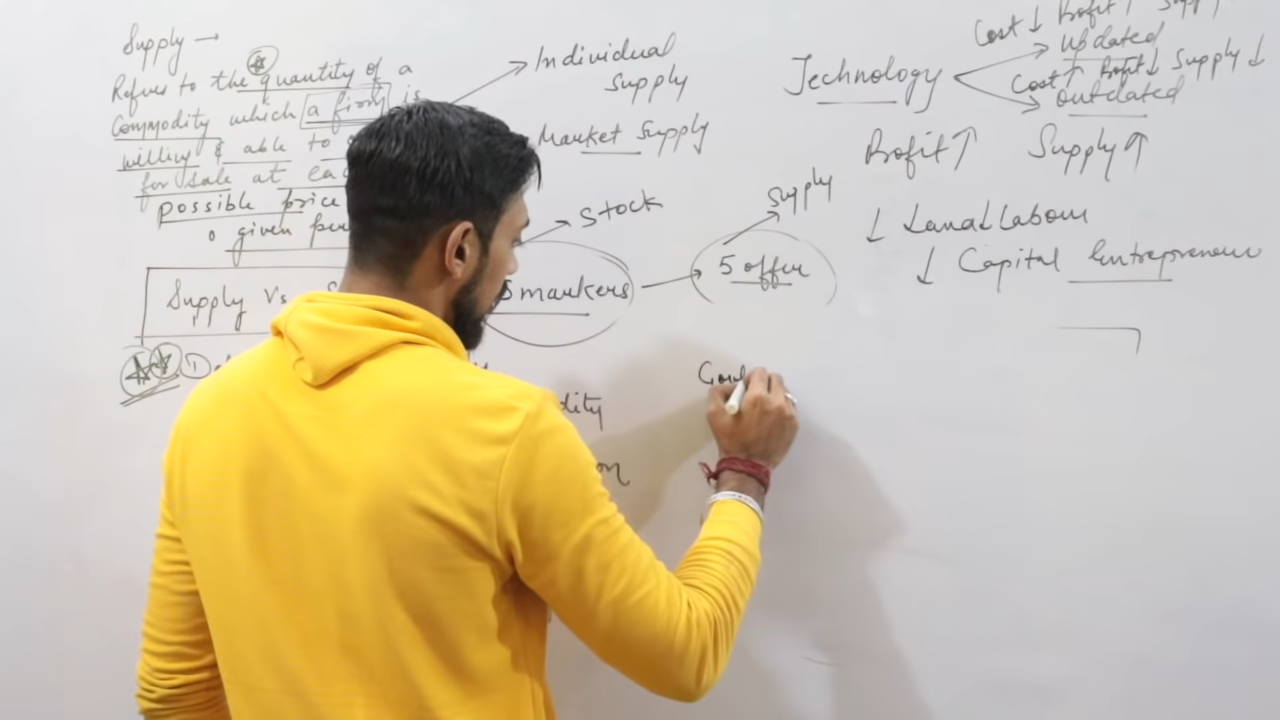 Supply →
Refers to the quantity of a
Commodity which a firm is
willing & able to
for sale at
possible price
given
Individual
Supply
Market Supply
Stock
Supply Vs
5 markers → 5 offer
Supply
dity
on
Technology
Cost ↓ Profit ↑ Supply
Updated
Cost ↑ Profit ↓ Supply ↓
Outdated
Profit ↑ Supply ↑
↓ Land ↓ Labour
↓ Capital Entrepreneur